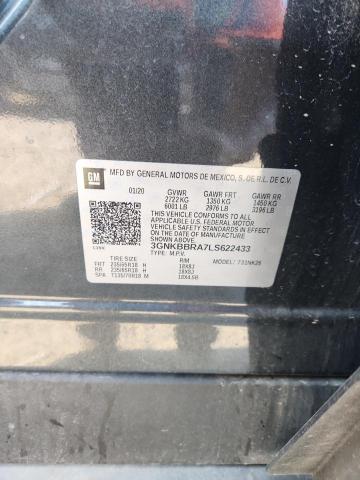 GM
MFD BY GENERAL MOTORS DE MEXICO, S. DE R.L. DE C.V.
01/20 GVWR GAWR FRT GAWR RR
2722 KG 1350 KG 1450 KG
6001 LB 2976 LB 3196 LB
THIS VEHICLE CONFORMS TO ALL APPLICABLE U.S. FEDERAL MOTOR
VEHICLE SAFETY STANDARDS IN EFFECT ON
THE DATE OF MANUFACTURE SHOWN ABOVE.
3GNKBBRA7LS622433
TYPE: M.P.V. MODEL: T31NK26
TIRE SIZE RIM
FRT 235/65R18 H 18X8J
RR 235/65R18 H 18X8J
SPA T135/70R18 M 18X4.5B